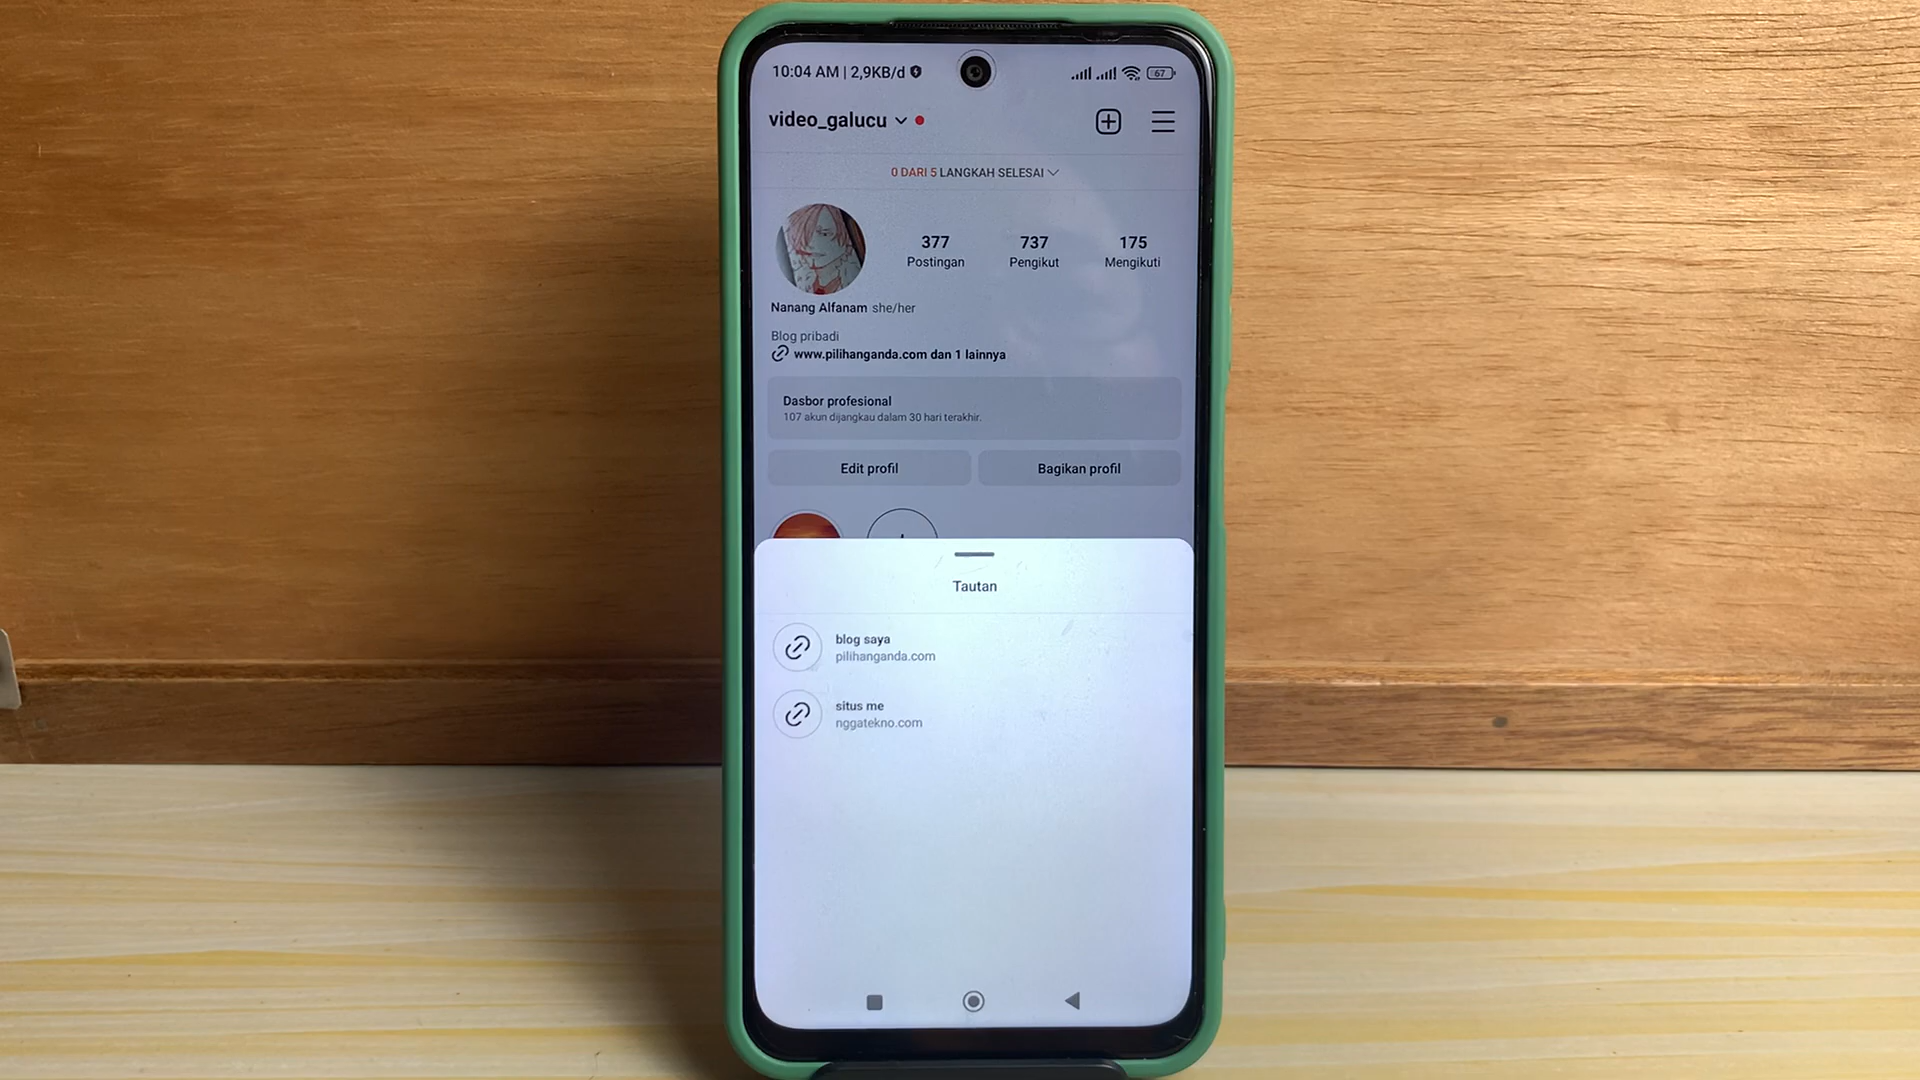 10:04 AM | 2,9KB/d
67
video_galucu
0 DARI 5 LANGKAH SELESAI
377 737 175
Postingan Pengikut Mengikuti
Nanang Alfanam she/her
Blog pribadi
www.pilihanganda.com dan 1 lainnya
Dasbor profesional
107 akun dijangkau dalam 30 hari terakhir.
Edit profil Bagikan profil
Tautan
blog saya
pilihanganda.com
situs me
nggatekno.com